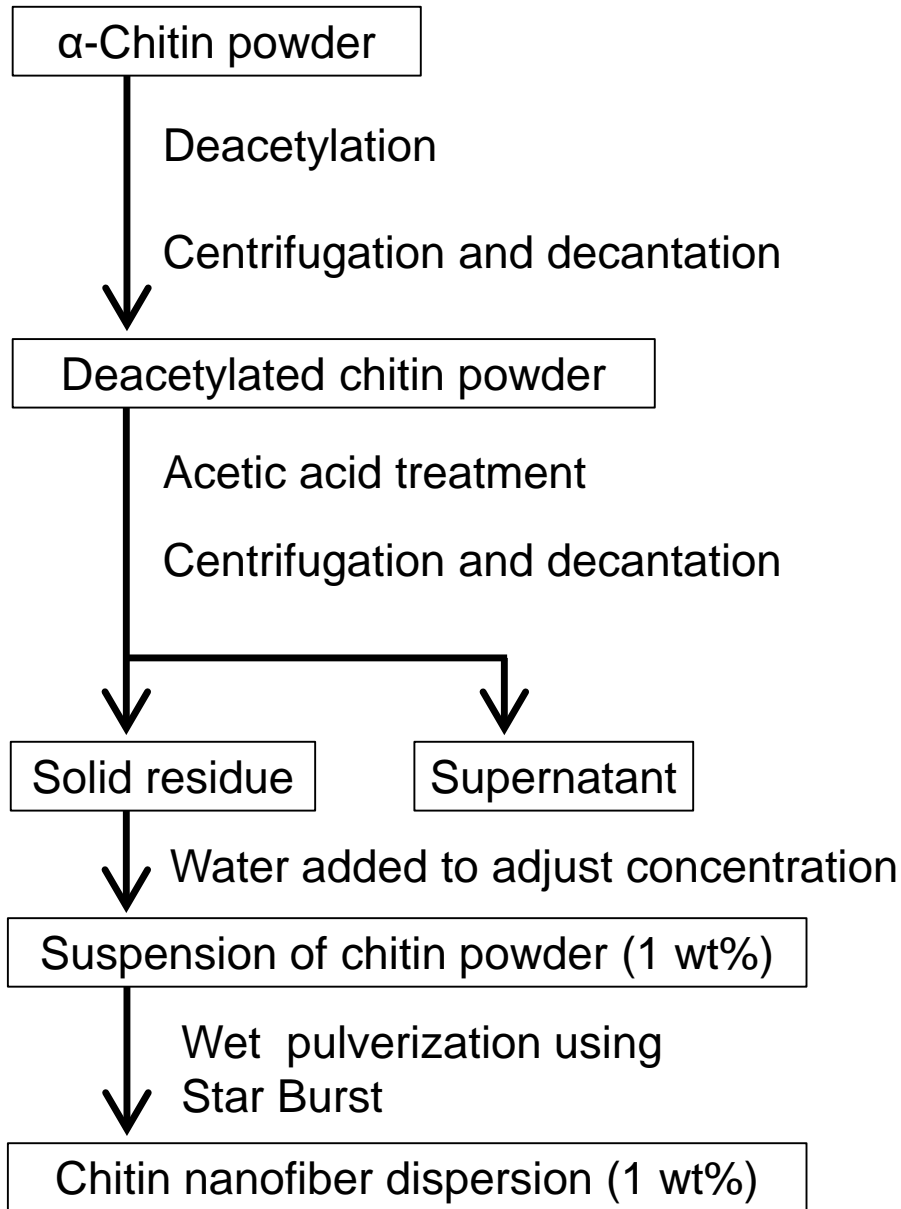 α-Chitin powder
Deacetylation
Centrifugation and decantation
Deacetylated chitin powder
Acetic acid treatment
Centrifugation and decantation
Solid residue
Supernatant
Water added to adjust concentration
Suspension of chitin powder (1 wt%)
Wet  pulverization using
Star Burst
Chitin nanofiber dispersion (1 wt%)